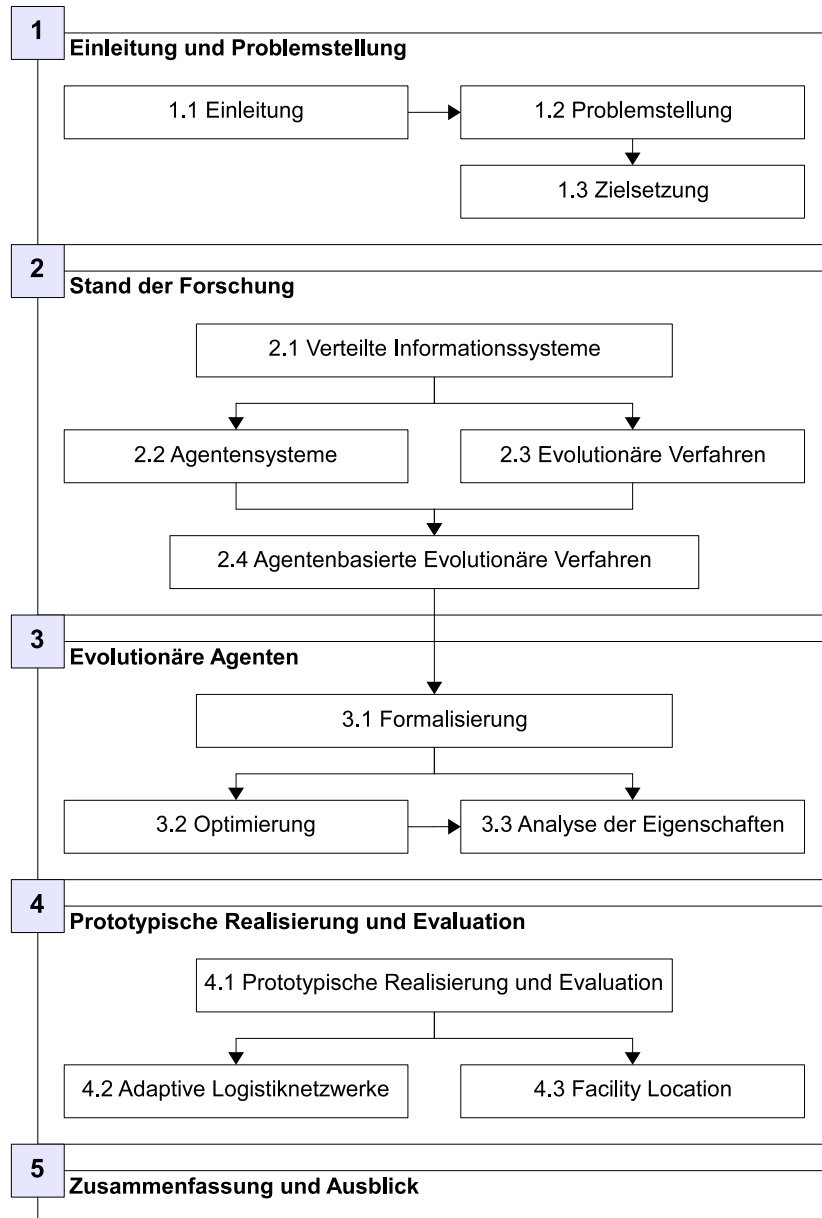 1
Einleitung und Problemstellung
1.1 Einleitung
1.2 Problemstellung
1.3 Zielsetzung
2
Stand der Forschung
2.1 Verteilte Informationssysteme
2.2 Agentensysteme
2.3 Evolutionäre Verfahren
2.4 Agentenbasierte Evolutionäre Verfahren
3
Evolutionäre Agenten
3.1 Formalisierung
3.2 Optimierung
3.3 Analyse der Eigenschaften
4
Prototypische Realisierung und Evaluation
4.1 Prototypische Realisierung und Evaluation
4.2 Adaptive Logistiknetzwerke
4.3 Facility Location
5
Zusammenfassung und Ausblick